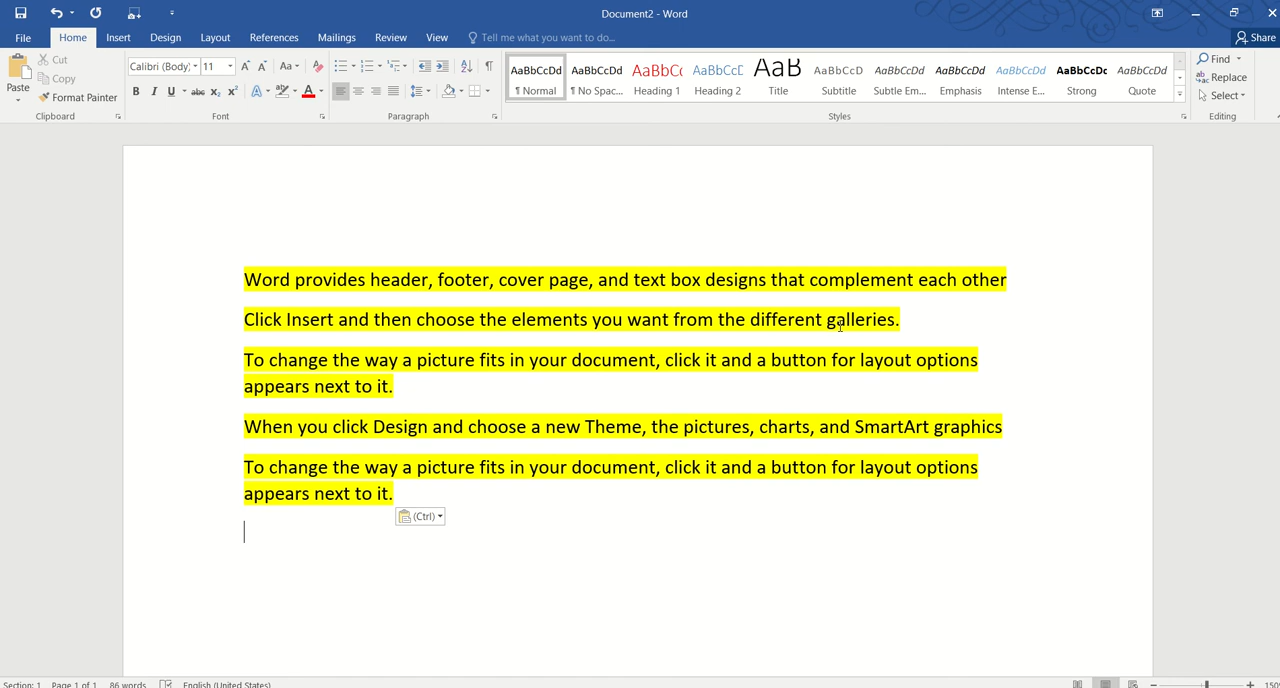 Document2 - Word
File Home Insert Design Layout References Mailings Review View Tell me what you want to do... Share
Paste Cut Copy Format Painter Clipboard
Calibri (Body) 11 Aa B I U abc X₂ X² A Font
Paragraph
AaBbCcDd AaBbCcDd AaBbC AaBbCcD AaB AaBbCcD AaBbCcDd AaBbCcDd AaBbCcDd AaBbCcDc AaBbCcDd
¶ Normal ¶ No Spac... Heading 1 Heading 2 Title Subtitle Subtle Em... Emphasis Intense E... Strong Quote
Styles
Find
Replace
Select
Editing
Word provides header, footer, cover page, and text box designs that complement each other
Click Insert and then choose the elements you want from the different galleries.
To change the way a picture fits in your document, click it and a button for layout options
appears next to it.
When you click Design and choose a new Theme, the pictures, charts, and SmartArt graphics
To change the way a picture fits in your document, click it and a button for layout options
appears next to it.
(Ctrl)
Section: 1 Page 1 of 1 86 words English (United States) 150